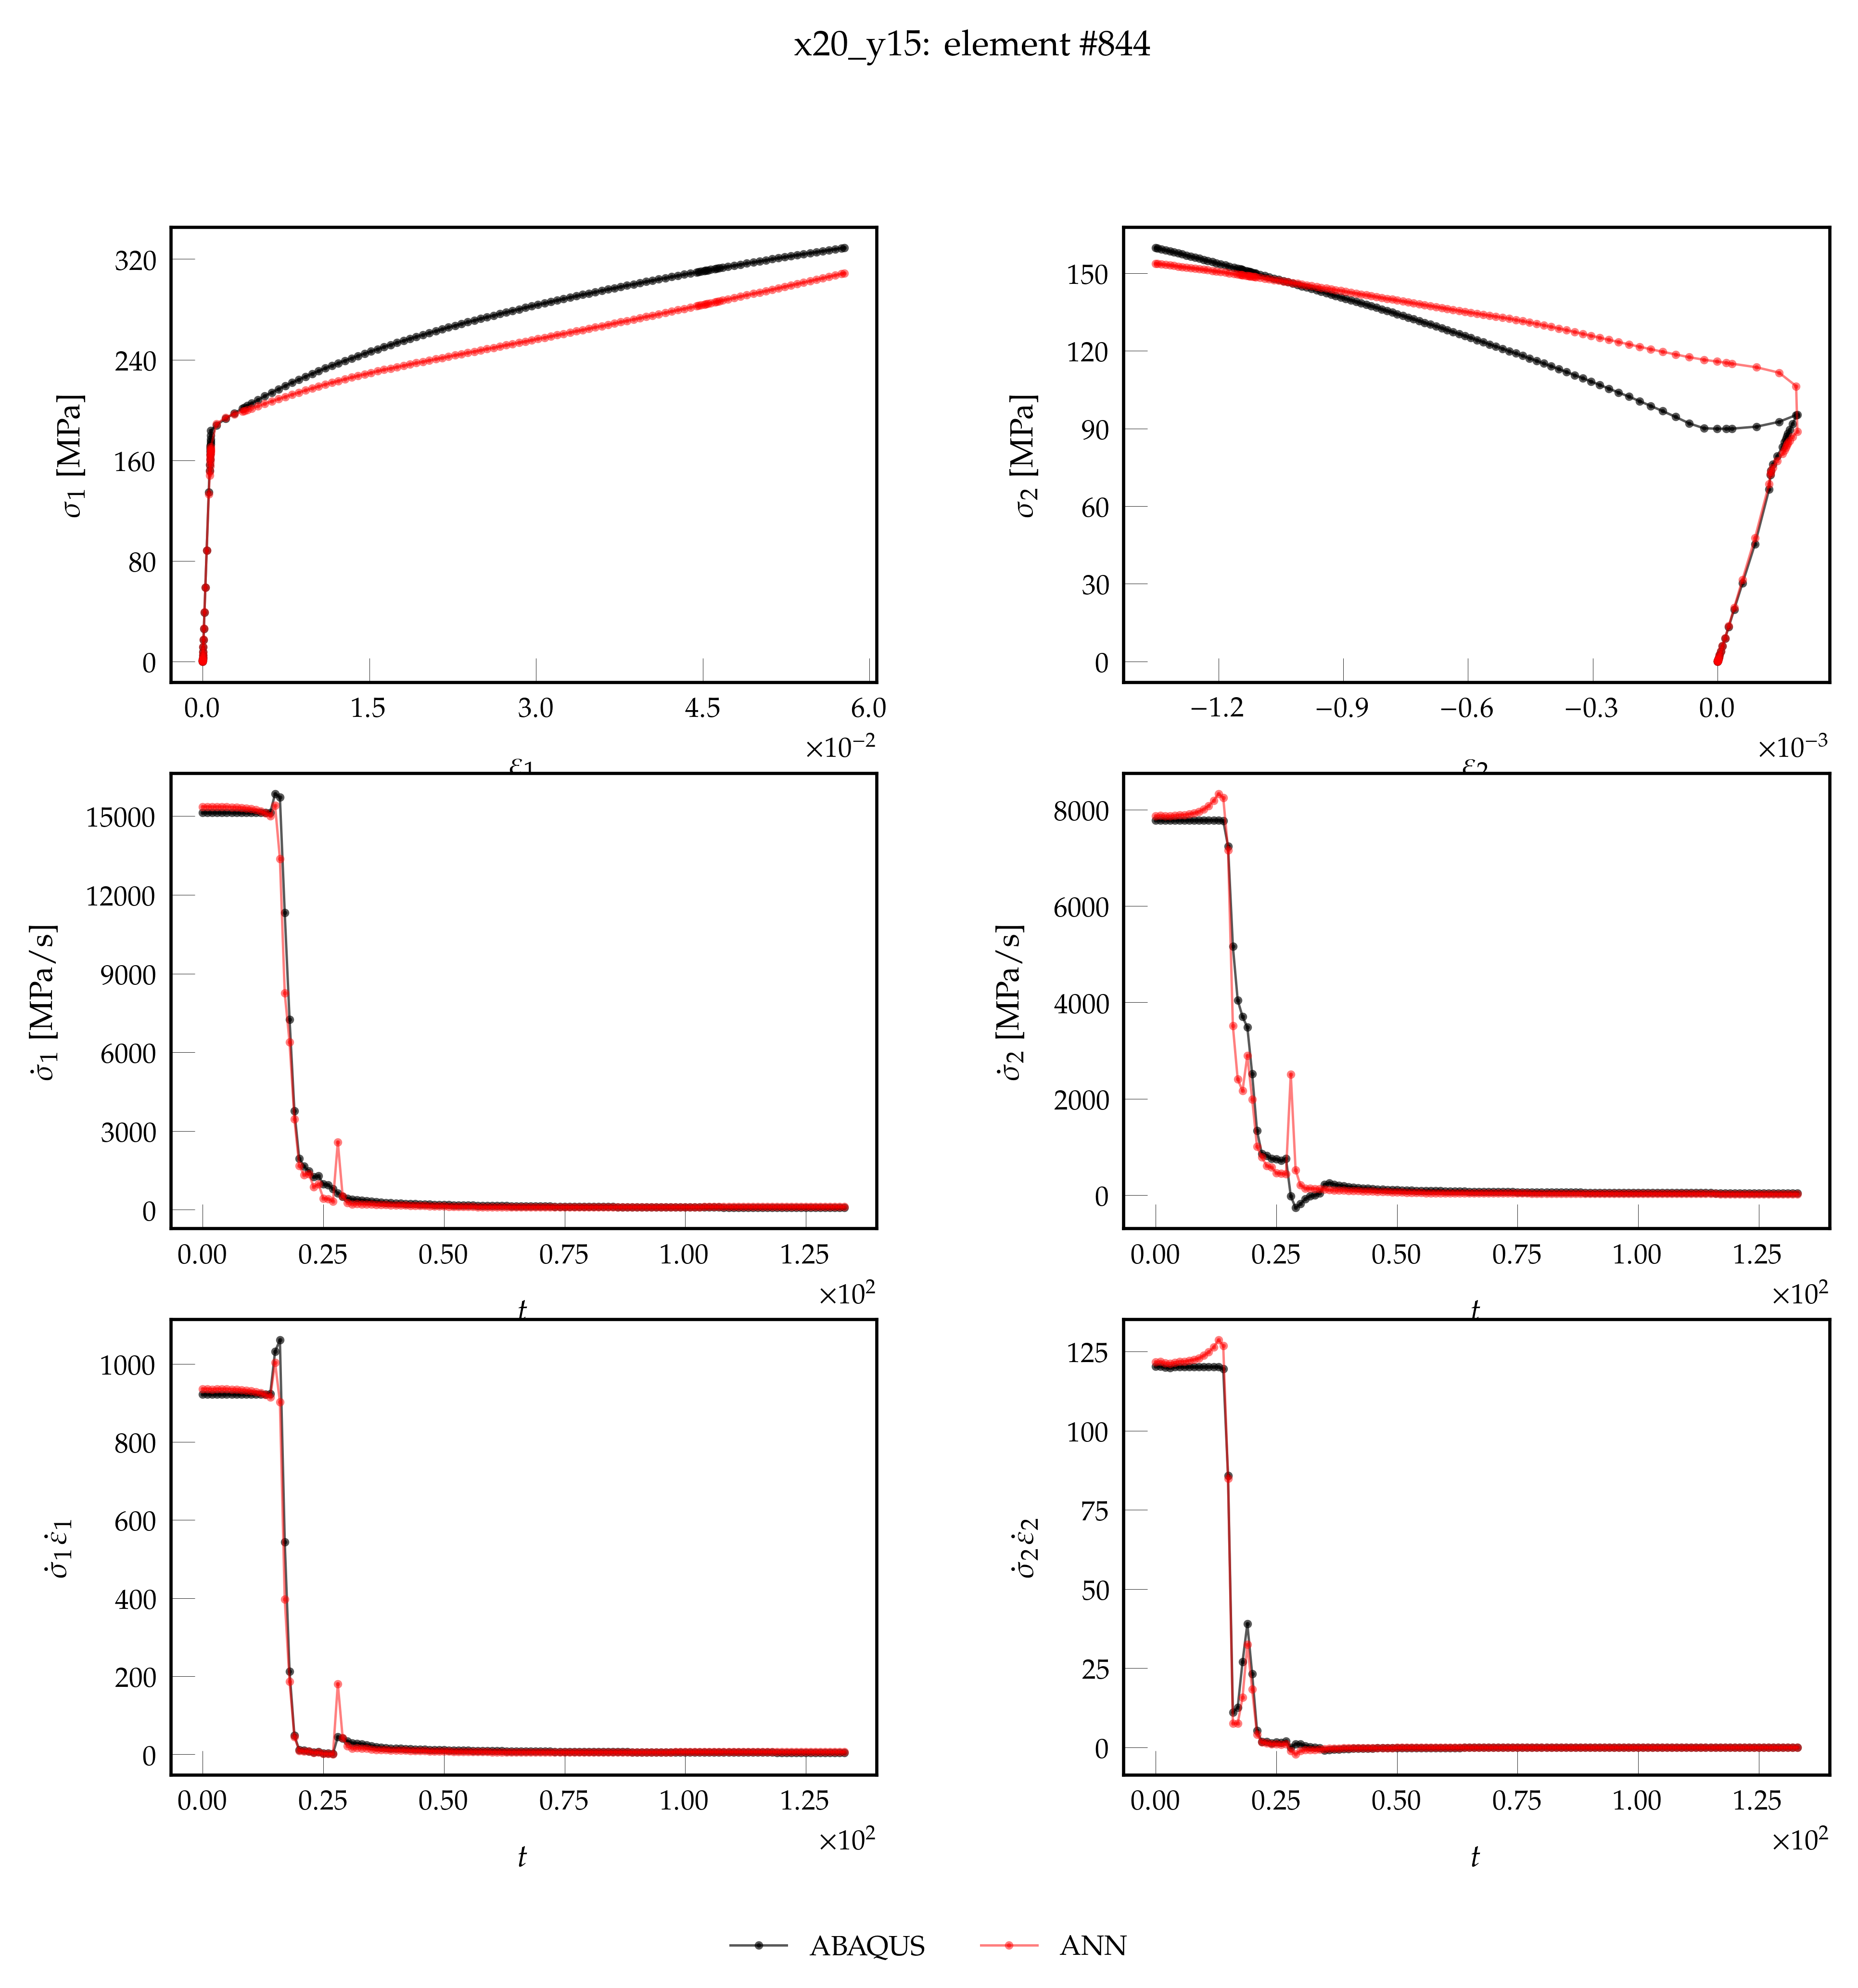 x20_y15: element #844
σ1 [MPa]
320
240
160
80
0
0.0 1.5 3.0 4.5 6.0
×10−2
ε1
σ2 [MPa]
150
120
90
60
30
0
−1.2 −0.9 −0.6 −0.3 0.0
×10−3
ε2
σ̇1 [MPa/s]
15000
12000
9000
6000
3000
0
0.00 0.25 0.50 0.75 1.00 1.25
×102
t
σ̇2 [MPa/s]
8000
6000
4000
2000
0
0.00 0.25 0.50 0.75 1.00 1.25
×102
t
σ̇1ε̇1
1000
800
600
400
200
0
0.00 0.25 0.50 0.75 1.00 1.25
×102
t
σ̇2ε̇2
125
100
75
50
25
0
0.00 0.25 0.50 0.75 1.00 1.25
×102
t
ABAQUS ANN